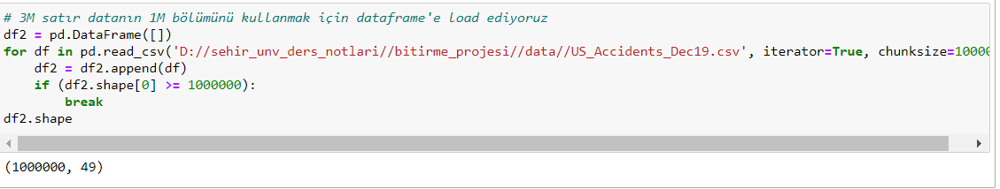 # 3M satır datanın 1M bölümünü kullanmak için dataframe'e load ediyoruz
df2 = pd.DataFrame([])
for df in pd.read_csv('D://sehir_unv_ders_notlari//bitirme_projesi//data//US_Accidents_Dec19.csv', iterator=True, chunksize=10000
    df2 = df2.append(df)
    if (df2.shape[0] >= 1000000):
        break
df2.shape
(1000000, 49)